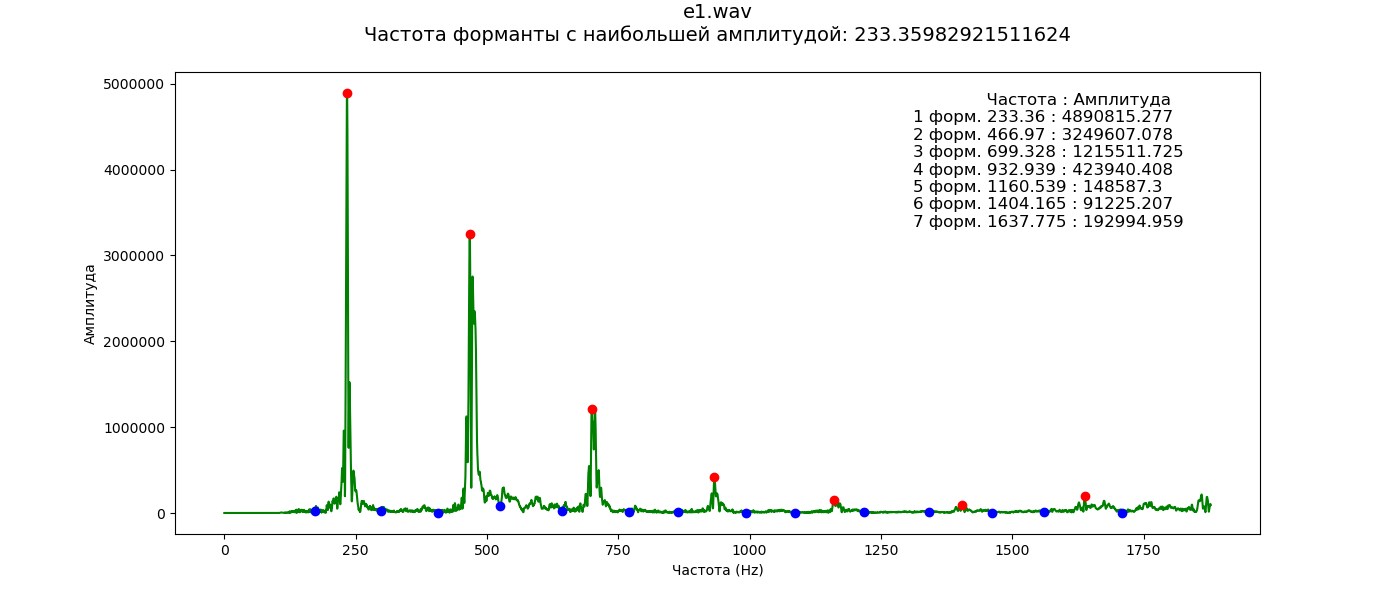 e1.wav
Частота форманты с наибольшей амплитудой: 233.35982921511624
Частота : Амплитуда
1 форм. 233.36 : 4890815.277
2 форм. 466.97 : 3249607.078
3 форм. 699.328 : 1215511.725
4 форм. 932.939 : 423940.408
5 форм. 1160.539 : 148587.3
6 форм. 1404.165 : 91225.207
7 форм. 1637.775 : 192994.959
Амплитуда
5000000
4000000
3000000
2000000
1000000
0
0 250 500 750 1000 1250 1500 1750
Частота (Hz)